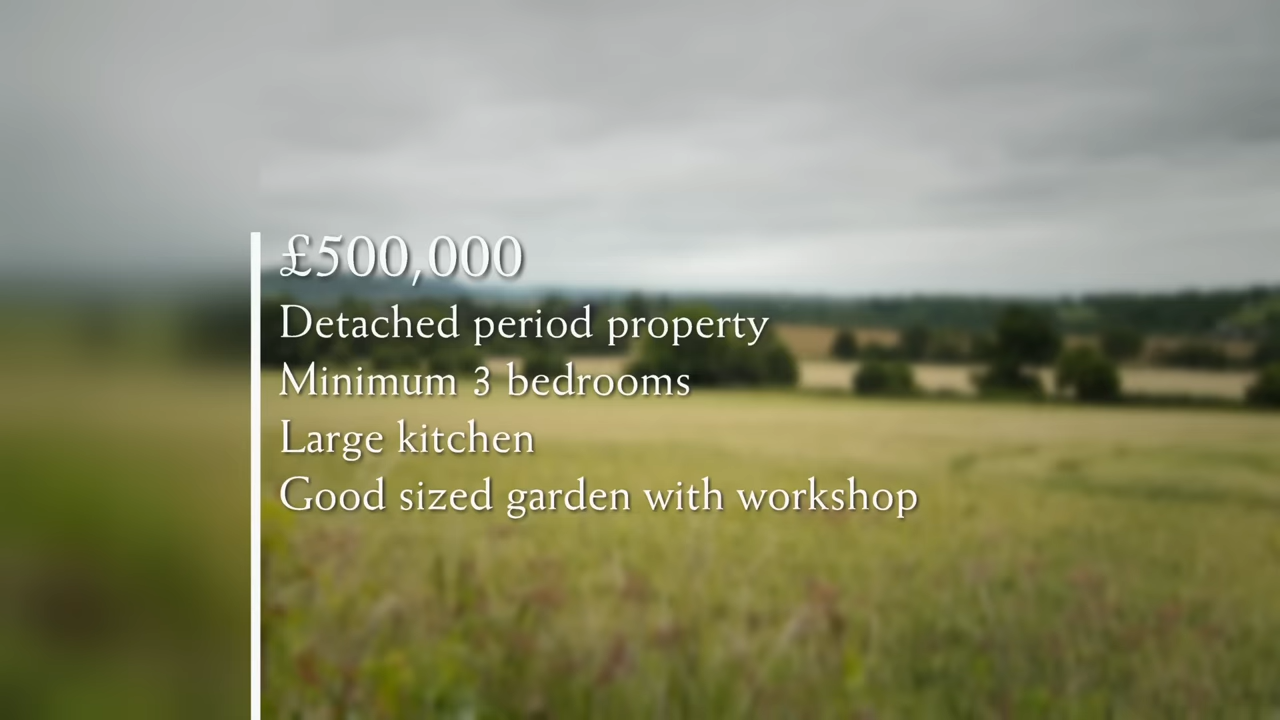 £500,000
Detached period property
Minimum 3 bedrooms
Large kitchen
Good sized garden with workshop